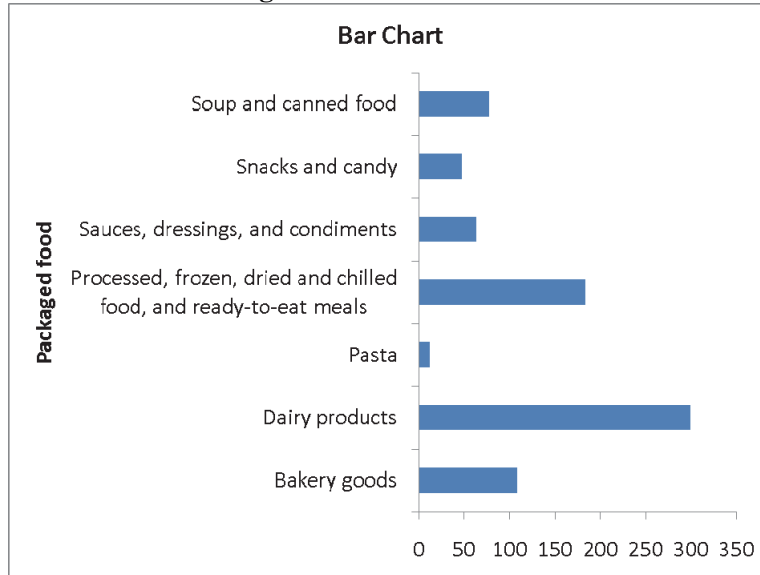 Bar Chart
Soup and canned food
Snacks and candy
Sauces, dressings, and condiments
Processed, frozen, dried and chilled
food, and ready-to-eat meals
Pasta
Dairy products
Bakery goods
Packaged food
0 50 100 150 200 250 300 350